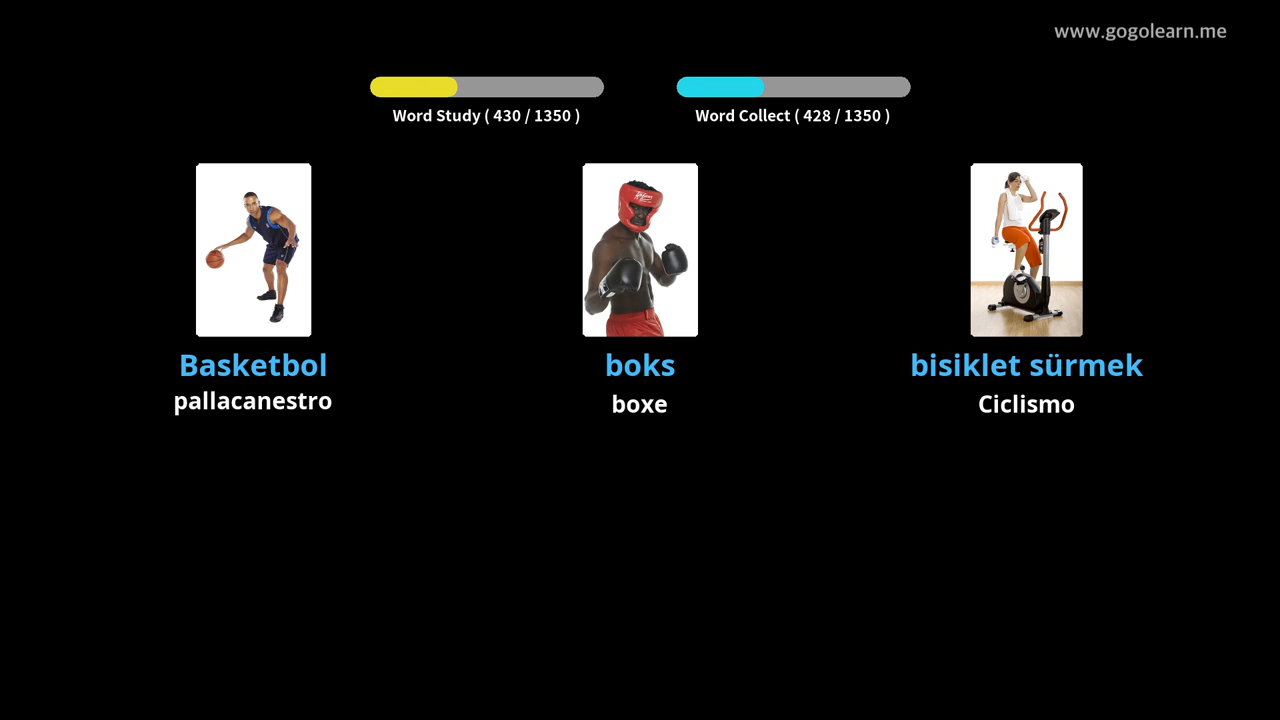 www.gogolearn.me
Word Study ( 430 / 1350 )
Word Collect ( 428 / 1350 )
Basketbol
boks
bisiklet sürmek
pallacanestro
boxe
Ciclismo